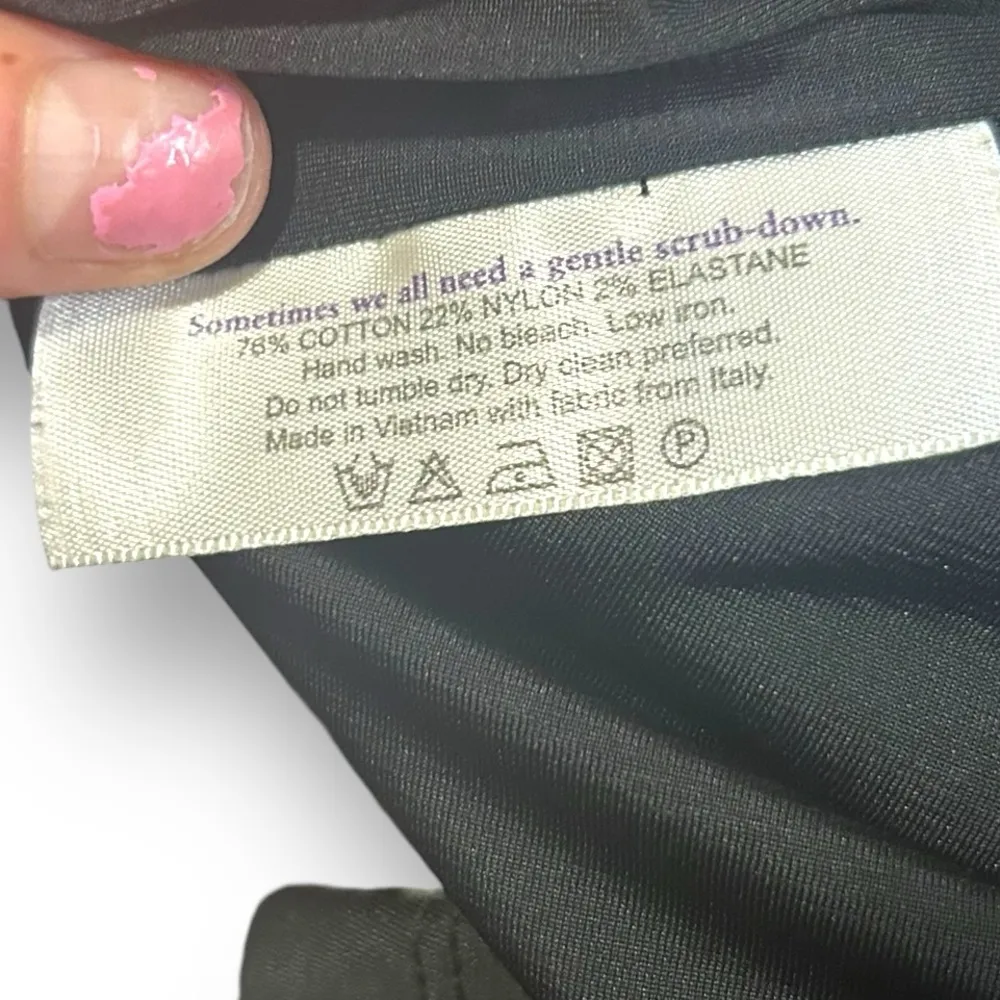 Sometimes we all need a gentle scrub-down.
76% COTTON 22% NYLON 2% ELASTANE
Hand wash. No bleach. Low iron.
Do not tumble dry. Dry clean preferred.
Made in Vietnam with fabric from Italy.
P